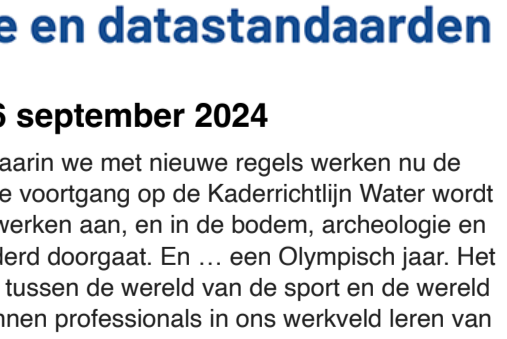 e en datastandaarden
6 september 2024
aarin we met nieuwe regels werken nu de
e voortgang op de Kaderrichtlijn Water wordt
werken aan, en in de bodem, archeologie en
derd doorgaat. En … een Olympisch jaar. Het
tussen de wereld van de sport en de wereld
nnen professionals in ons werkveld leren van